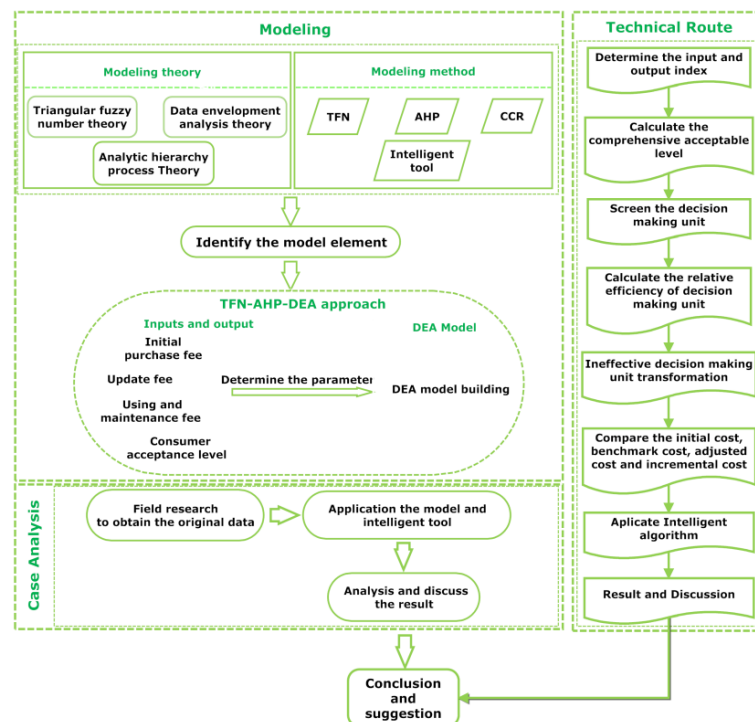 Modeling
Modeling theory
Triangular fuzzy
number theory
Data envelopment
analysis theory
Analytic hierarchy
process Theory
Modeling method
TFN
AHP
CCR
Intelligent
tool
Identify the model element
TFN-AHP-DEA approach
Inputs and output
DEA Model
Initial
purchase fee
Update fee
Using and
maintenance fee
Consumer
acceptance level
Determine the parameter
DEA model building
Case Analysis
Field research
to obtain the original data
Application the model and
intelligent tool
Analysis and discuss
the result
Technical Route
Determine the input and
output index
Calculate the
comprehensive acceptable
level
Screen the decision
making unit
Calculate the relative
efficiency of decision
making unit
Ineffective decision making
unit transformation
Compare the initial cost,
benchmark cost, adjusted
cost and incremental cost
Aplicate Intelligent
algorithm
Result and Discussion
Conclusion
and
suggestion